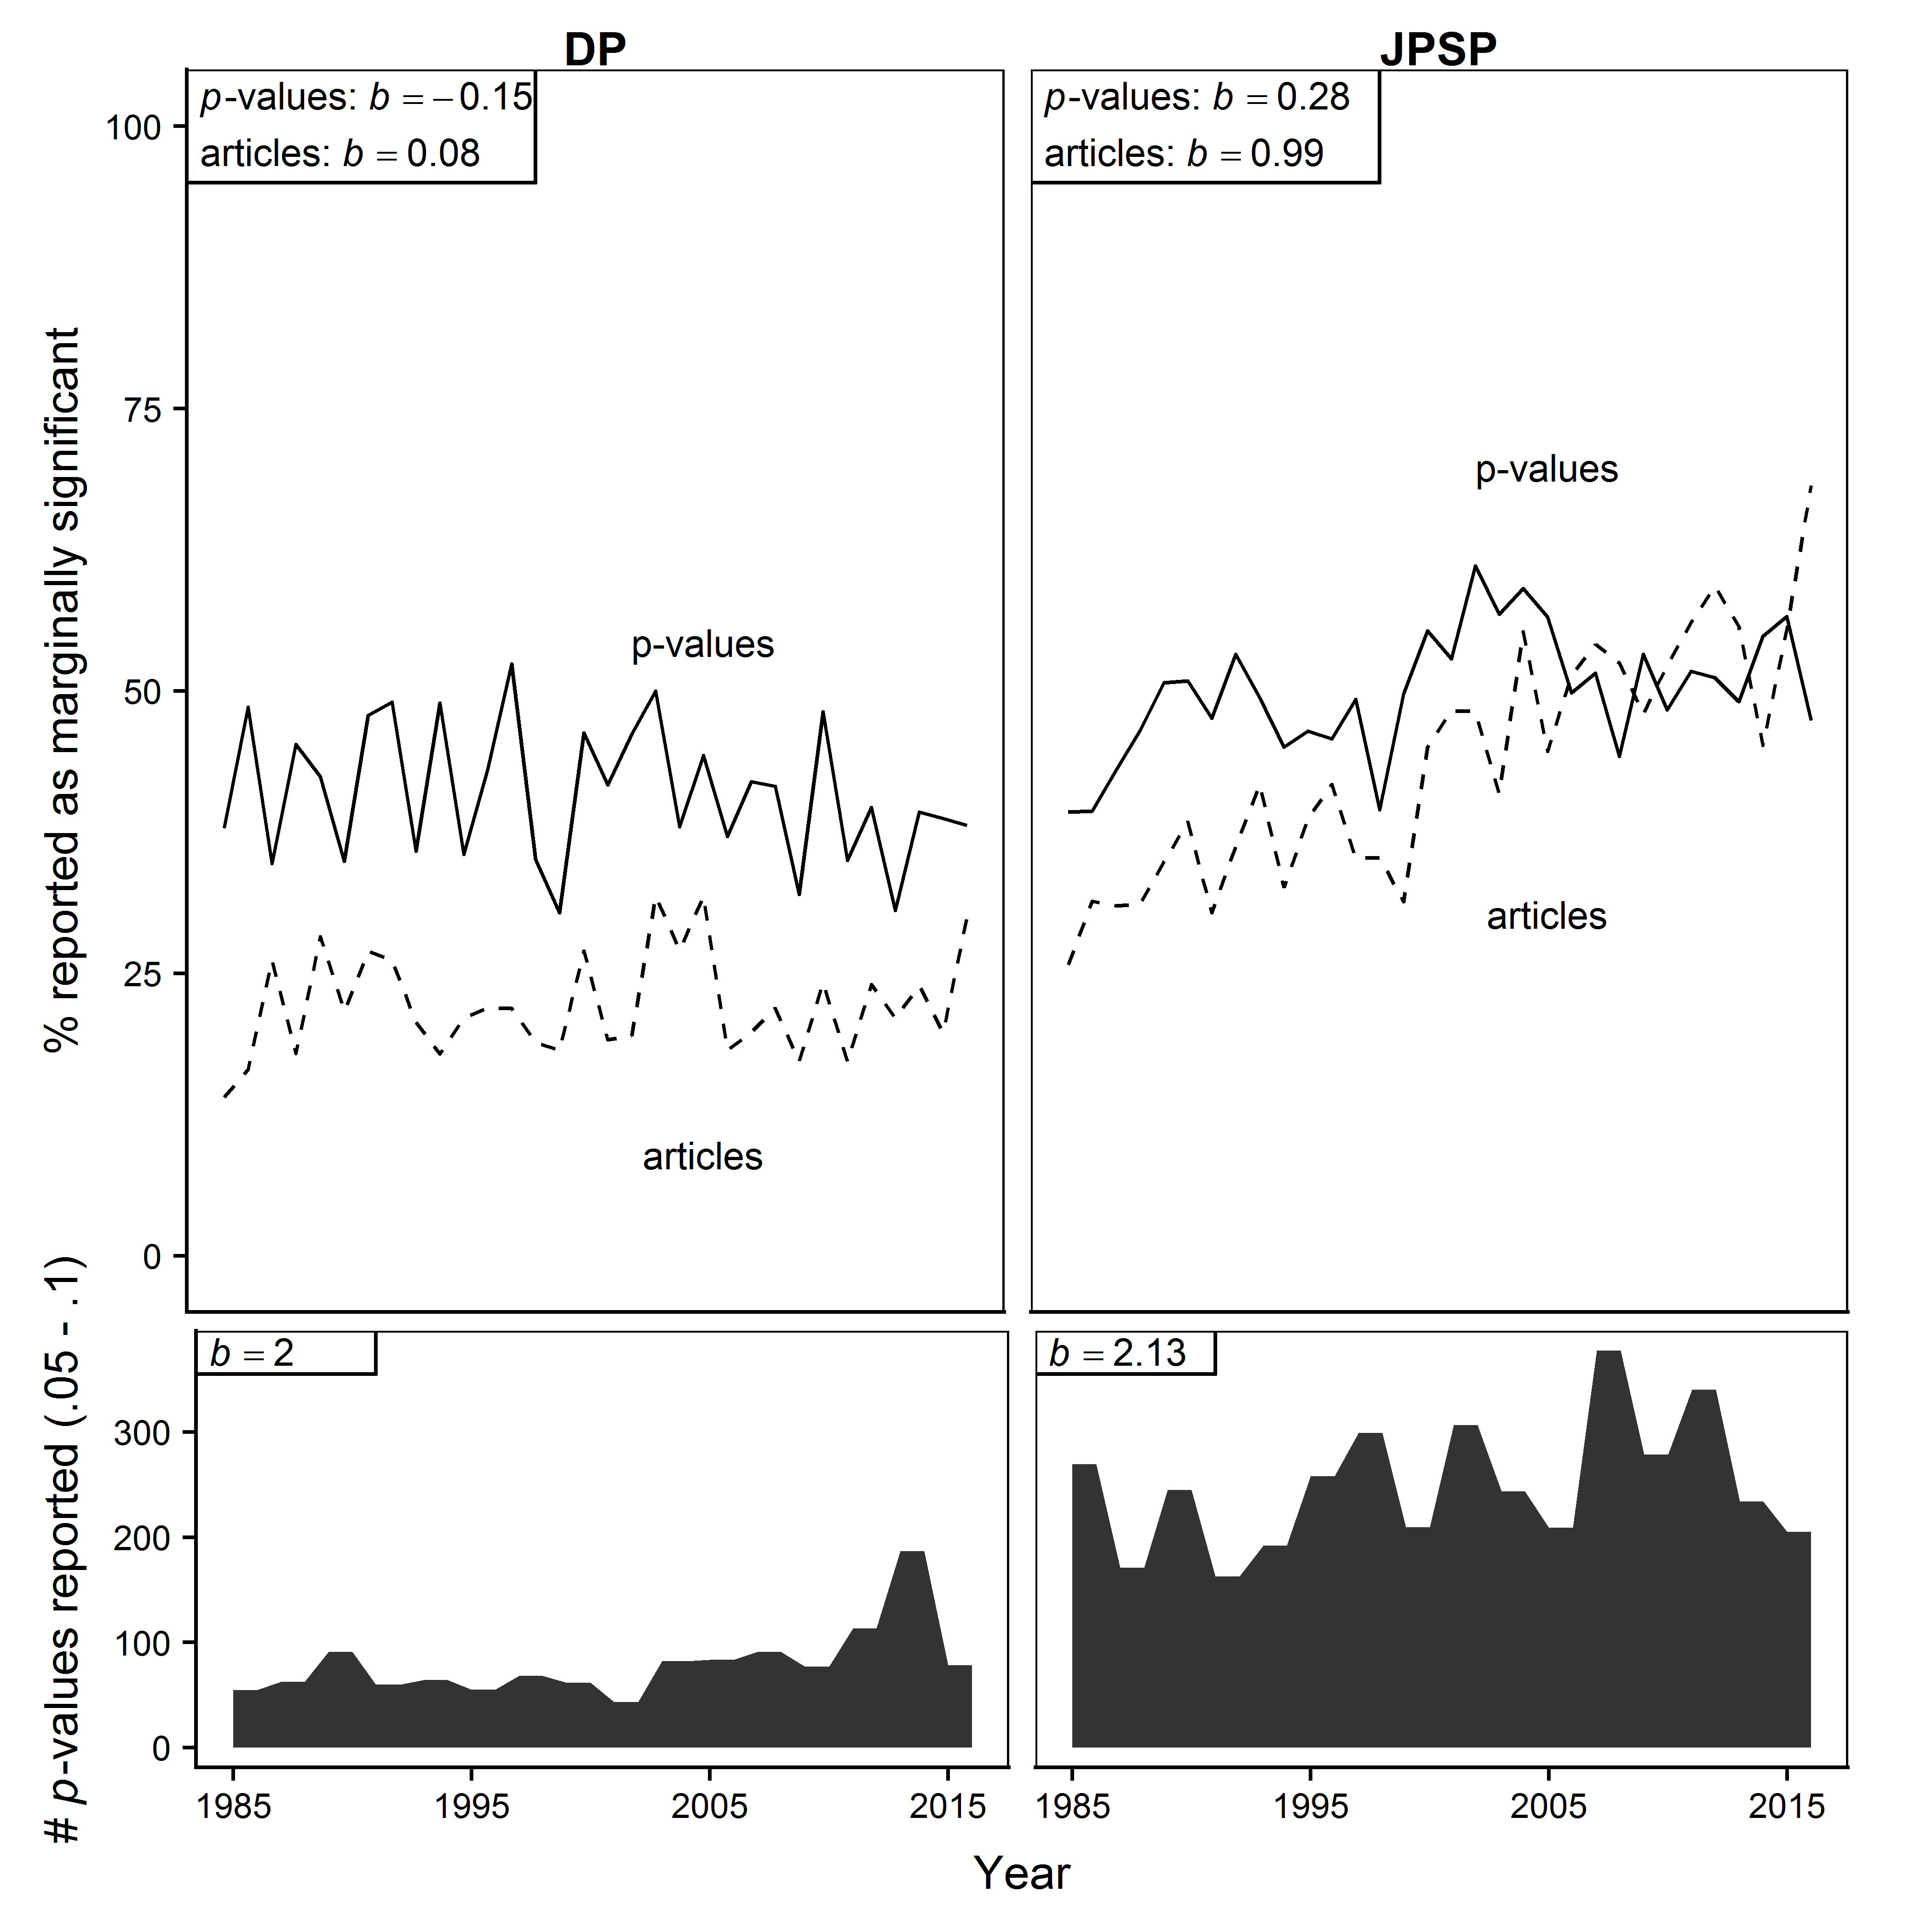 DP
JPSP
p-values: b = −0.15
articles: b = 0.08
p-values: b = 0.28
articles: b = 0.99
% reported as marginally significant
100
75
50
25
0
p-values
articles
p-values
articles
# p-values reported (.05 - .1)
b = 2
b = 2.13
300
200
100
0
1985
1995
2005
2015
1985
1995
2005
2015
Year